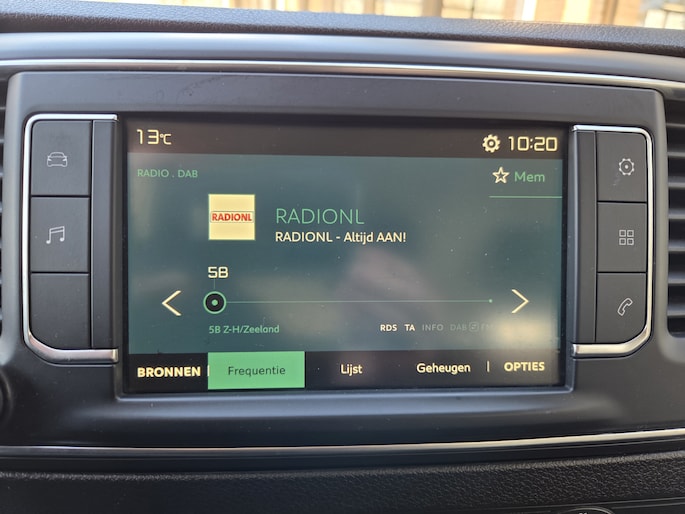 13°C 10:20
RADIO . DAB
Mem
RADIONL
RADIONL
RADIONL - Altijd AAN!
5B
5B Z-H/Zeeland
RDS TA INFO DAB
BRONNEN Frequentie Lijst Geheugen OPTIES